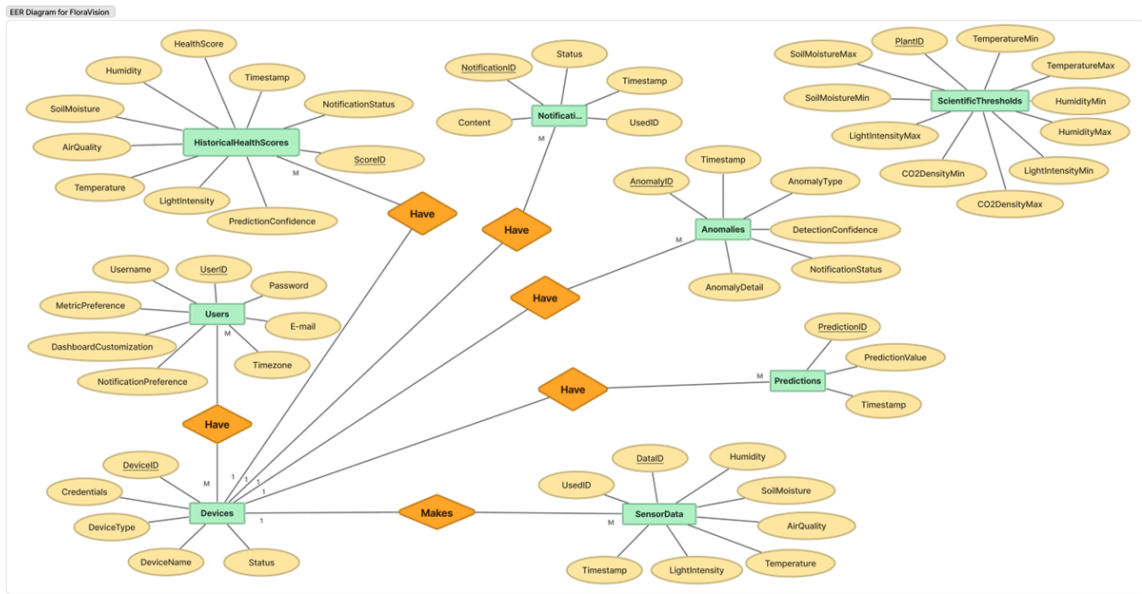 EER Diagram for FloraVision
HealthScore
Humidity
Timestamp
SoilMoisture
NotificationStatus
HistoricalHealthScores
AirQuality
ScoreID
M
Temperature
LightIntensity
PredictionConfidence
Have
Status
NotificationID
Timestamp
Notificati...
Content
UsedID
M
Have
PlantID
TemperatureMin
SoilMoistureMax
TemperatureMax
SoilMoistureMin
ScienticThresholds
HumidityMin
LightIntensityMax
HumidityMax
CO2DensityMin
LightIntensityMin
CO2DensityMax
Timestamp
AnomalyID
AnomalyType
Anomalies
DetectionConfidence
M
NotificationStatus
AnomalyDetail
Have
Username
UserID
Password
MetricPreference
Users
E-mail
M
DashboardCustomization
Timezone
NotificationPreference
Have
PredictionID
PredictionValue
M
Predictions
Timestamp
Have
DeviceID
M
1
1
1
1
Credentials
Devices
1
DeviceType
DeviceName
Status
Makes
DataID
Humidity
UsedID
SoilMoisture
SensorData
M
AirQuality
Timestamp
LightIntensity
Temperature